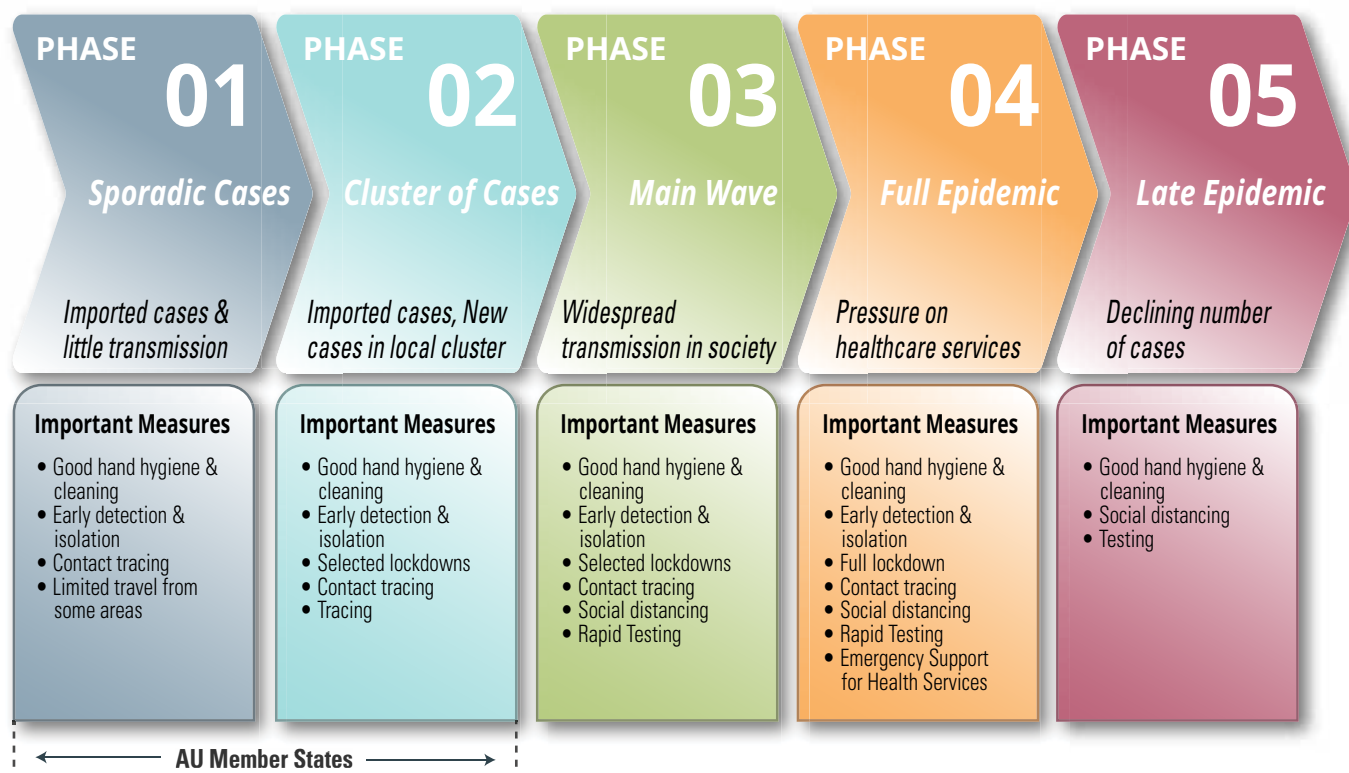 PHASE
01
Sporadic Cases
Imported cases &
little transmission
PHASE
02
Cluster of Cases
Imported cases, New
cases in local cluster
PHASE
03
Main Wave
Widespread
transmission in society
PHASE
04
Full Epidemic
Pressure on
healthcare services
PHASE
05
Late Epidemic
Declining number
of cases
Important Measures
• Good hand hygiene &
cleaning
• Early detection &
isolation
• Contact tracing
• Limited travel from
some areas
Important Measures
• Good hand hygiene &
cleaning
• Early detection &
isolation
• Selected lockdowns
• Contact tracing
• Tracing
Important Measures
• Good hand hygiene &
cleaning
• Early detection &
isolation
• Selected lockdowns
• Contact tracing
• Social distancing
• Rapid Testing
Important Measures
• Good hand hygiene &
cleaning
• Early detection &
isolation
• Full lockdown
• Contact tracing
• Social distancing
• Rapid Testing
• Emergency Support
for Health Services
Important Measures
• Good hand hygiene &
cleaning
• Social distancing
• Testing
AU Member States